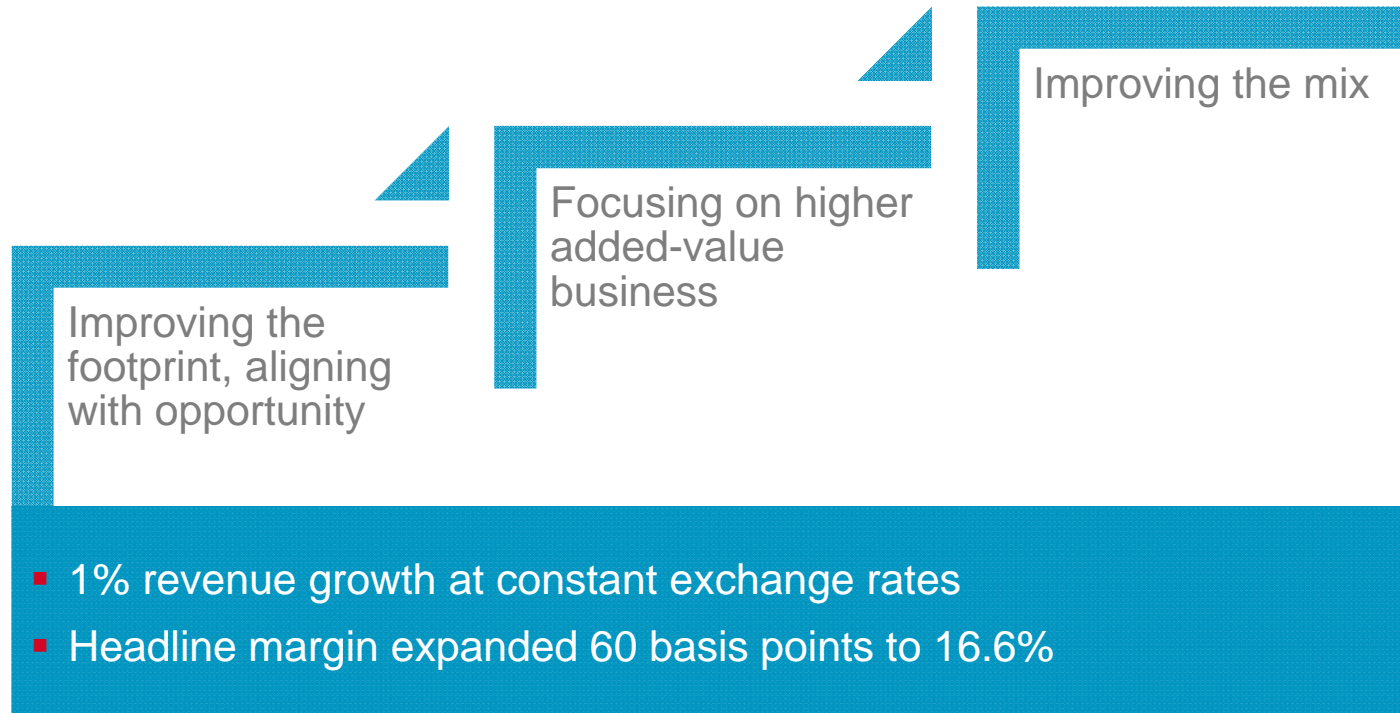 Improving the
footprint, aligning
with opportunity
Focusing on higher
added-value
business
Improving the mix
▪ 1% revenue growth at constant exchange rates
▪ Headline margin expanded 60 basis points to 16.6%